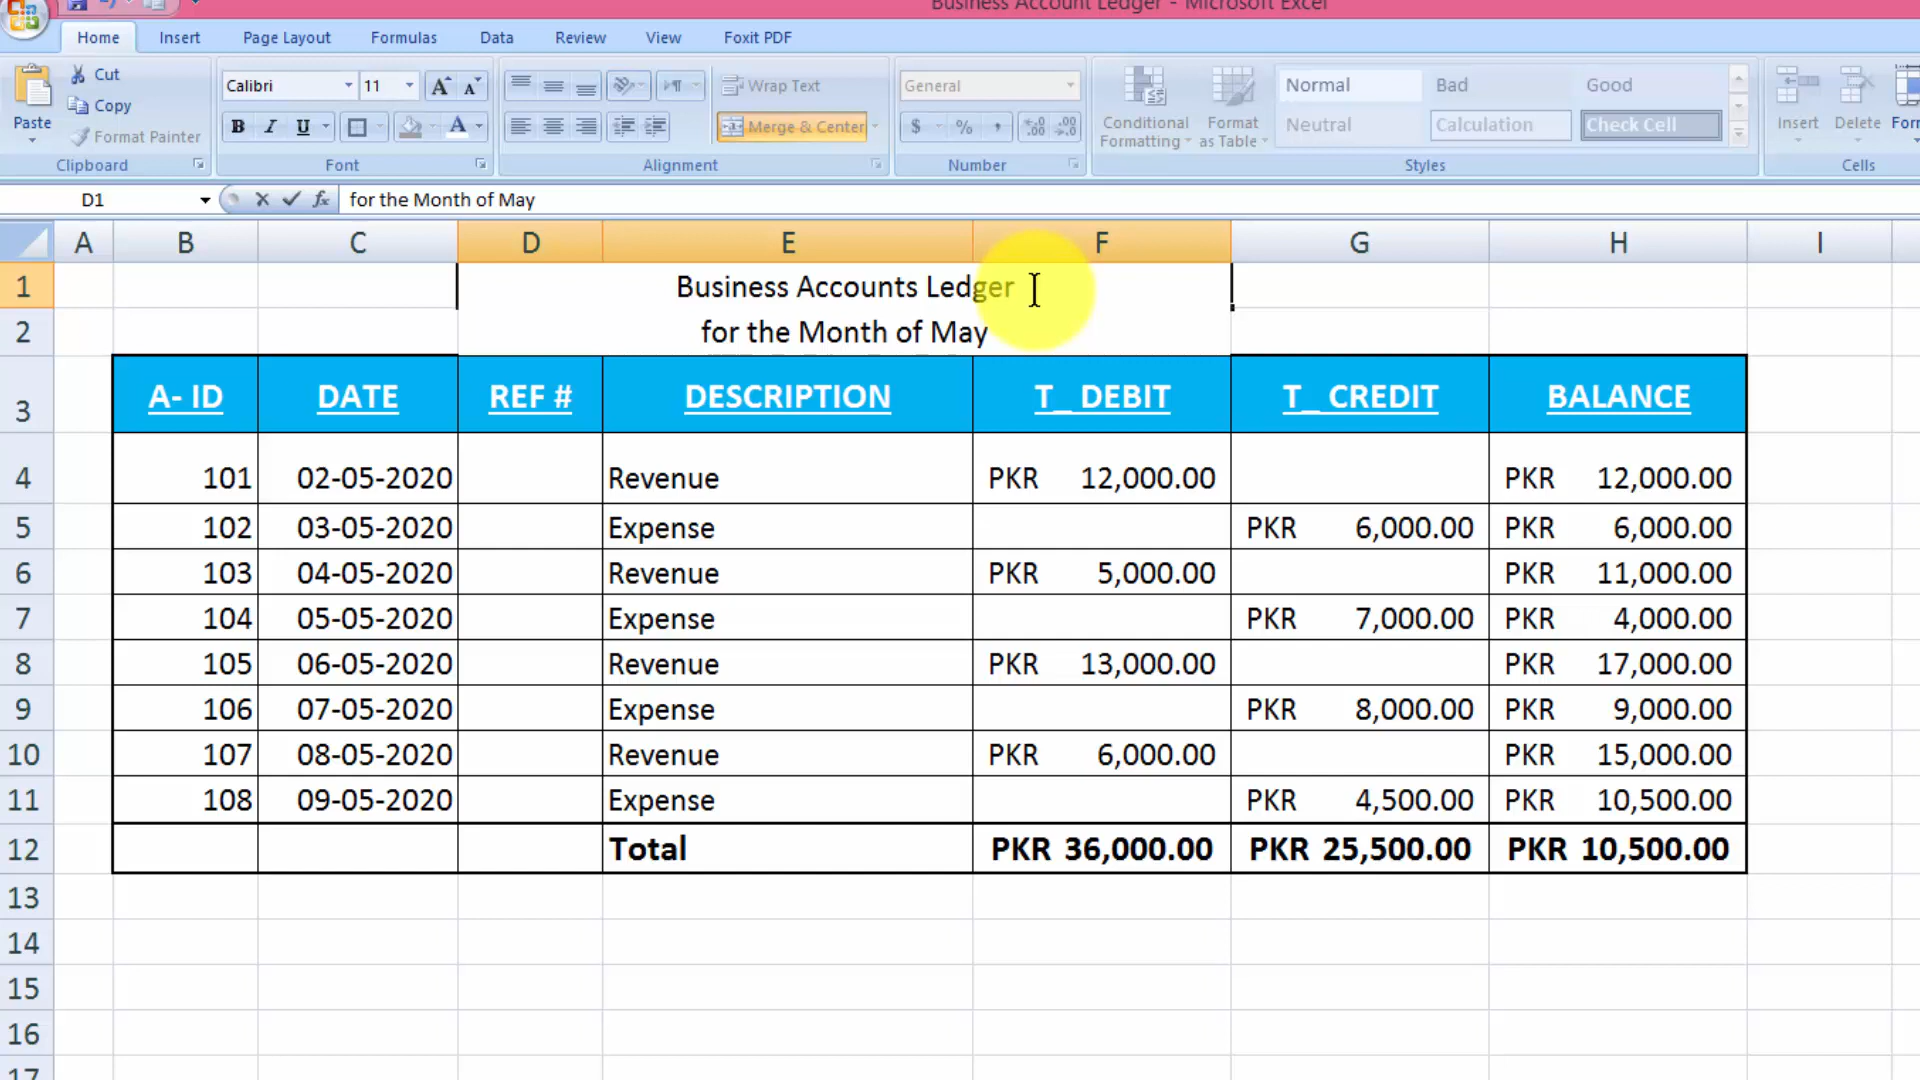 Business Account Ledger - Microsoft Excel
Home Insert Page Layout Formulas Data Review View Foxit PDF
Paste
Cut
Copy
Format Painter
Clipboard
Calibri 11 A A
B I U A
Font
Wrap Text
Merge & Center
Alignment
General
$ % ,
Number
Conditional Formatting
Format as Table
Normal Bad Good
Neutral Calculation Check Cell
Styles
Insert Delete
Cells
D1 fx for the Month of May
A B C D E F G H I
1 Business Accounts Ledger
2 for the Month of May
3 A- ID DATE REF # DESCRIPTION T_ DEBIT T_ CREDIT BALANCE
4 101 02-05-2020 Revenue PKR 12,000.00 PKR 12,000.00
5 102 03-05-2020 Expense PKR 6,000.00 PKR 6,000.00
6 103 04-05-2020 Revenue PKR 5,000.00 PKR 11,000.00
7 104 05-05-2020 Expense PKR 7,000.00 PKR 4,000.00
8 105 06-05-2020 Revenue PKR 13,000.00 PKR 17,000.00
9 106 07-05-2020 Expense PKR 8,000.00 PKR 9,000.00
10 107 08-05-2020 Revenue PKR 6,000.00 PKR 15,000.00
11 108 09-05-2020 Expense PKR 4,500.00 PKR 10,500.00
12 Total PKR 36,000.00 PKR 25,500.00 PKR 10,500.00
13
14
15
16
17